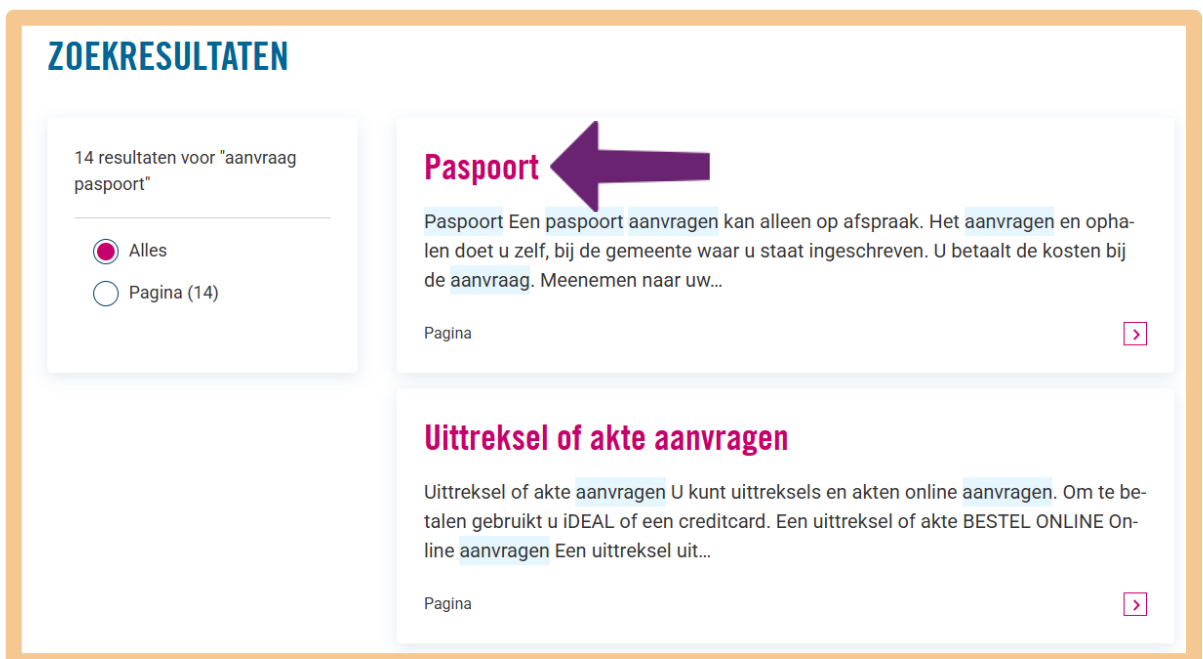 ZOEKRESULTATEN
14 resultaten voor "aanvraag
paspoort"
Alles
Pagina (14)
Paspoort
Paspoort Een paspoort aanvragen kan alleen op afspraak. Het aanvragen en opha-
len doet u zelf, bij de gemeente waar u staat ingeschreven. U betaalt de kosten bij
de aanvraag. Meenemen naar uw...
Pagina
Uittreksel of akte aanvragen
Uittreksel of akte aanvragen U kunt uittreksels en akten online aanvragen. Om te be-
talen gebruikt u iDEAL of een creditcard. Een uittreksel of akte BESTEL ONLINE On-
line aanvragen Een uittreksel uit...
Pagina